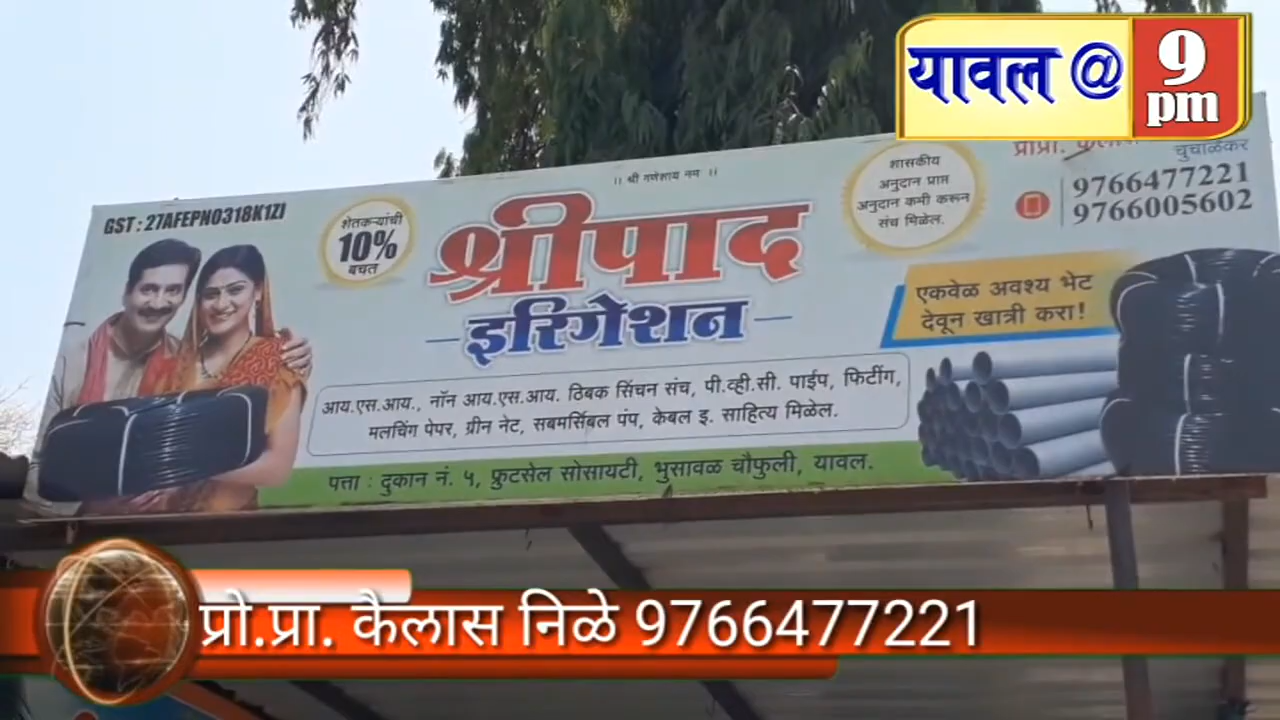 यावल @ 9 pm
|| श्री गणेशाय नम ||
GST : 27AFEPN0318K1ZI
शेतकऱ्यांची
10%
बचत
श्रीपाद
इरिगेशन
शासकीय
अनुदान प्राप्त
अनुदान कमी करून
संच मिळेल.
प्रोप्रा.
चुंचाळेकर
9766477221
9766005602
एकवेळ अवश्य भेट
देवून खात्री करा!
आय.एस.आय., नॉन आय.एस.आय. ठिबक सिंचन संच, पी.व्ही.सी. पाईप, फिटींग,
मलचिंग पेपर, ग्रीन नेट, सबमर्सिबल पंप, केबल इ. साहित्य मिळेल.
पत्ता : दुकान नं. ५, फ्रुटसेल सोसायटी, भुसावळ चौफुली, यावल.
प्रो.प्रा. कैलास निळे 9766477221